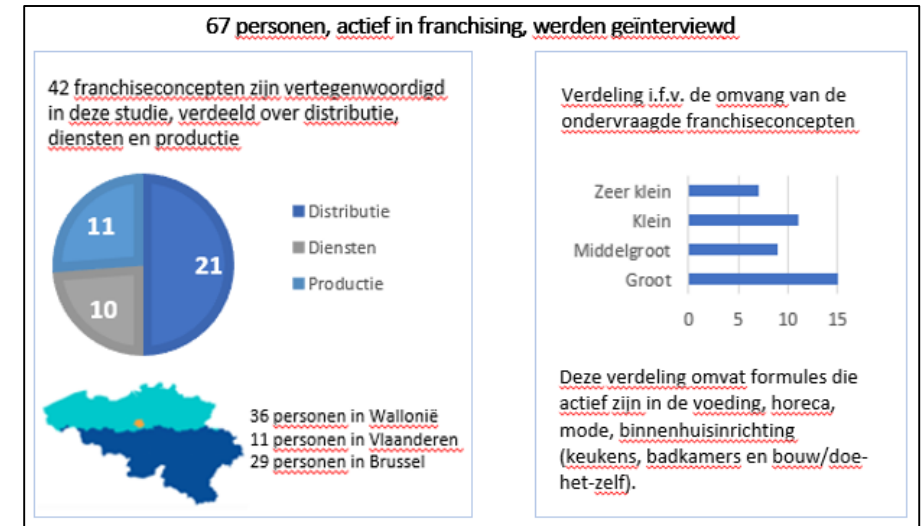 67 personen, actief in franchising, werden geïnterviewd
42 franchiseconcepten zijn vertegenwoordigd
in deze studie, verdeeld over distributie,
diensten en productie
11
21
10
Distributie
Diensten
Productie
36 personen in Wallonië
11 personen in Vlaanderen
29 personen in Brussel
Verdeling i.f.v. de omvang van de
ondervraagde franchiseconcepten
Zeer klein
Klein
Middelgroot
Groot
0 5 10 15
Deze verdeling omvat formules die
actief zijn in de voeding, horeca,
mode, binnenhuisinrichting
(keukens, badkamers en bouw/doe-
het-zelf).